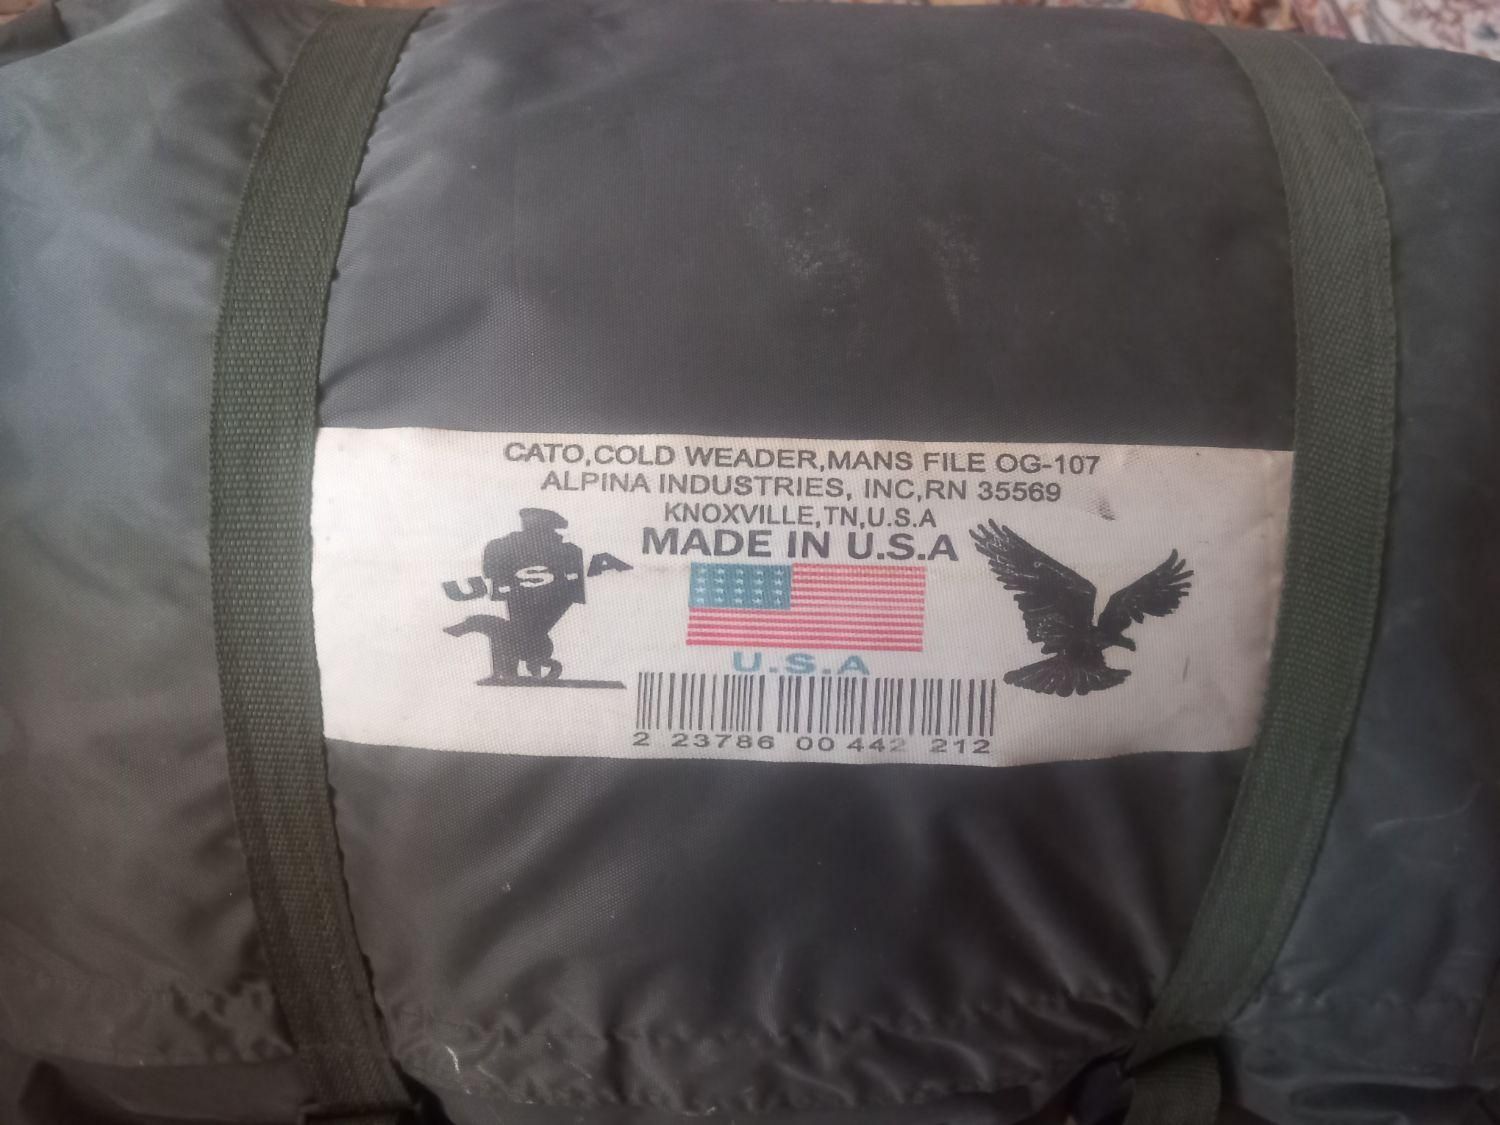 CATO,COLD WEADER,MANS FILE OG-107
ALPINA INDUSTRIES, INC,RN 35569
KNOXVILLE,TN,U.S.A
MADE IN U.S.A
U.S.A
U.S.A
2 23786 00 442 212